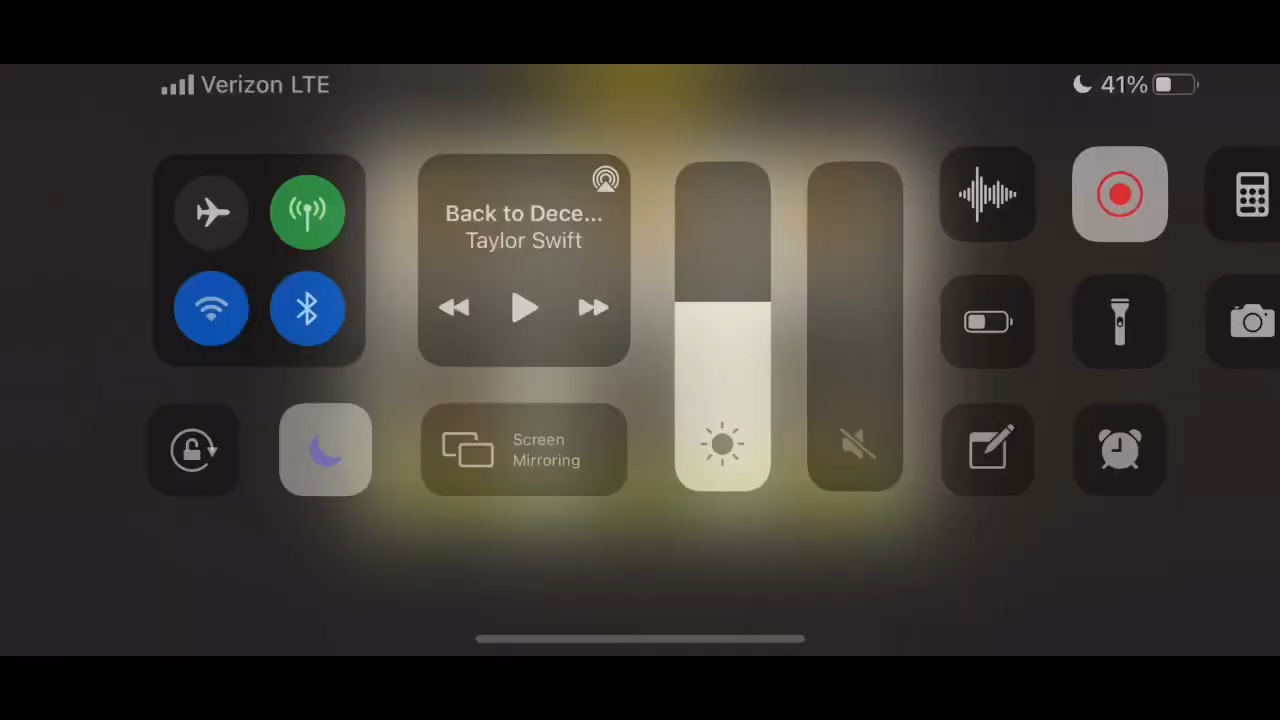 Verizon LTE
41%
Back to Dece...
Taylor Swift
Screen
Mirroring